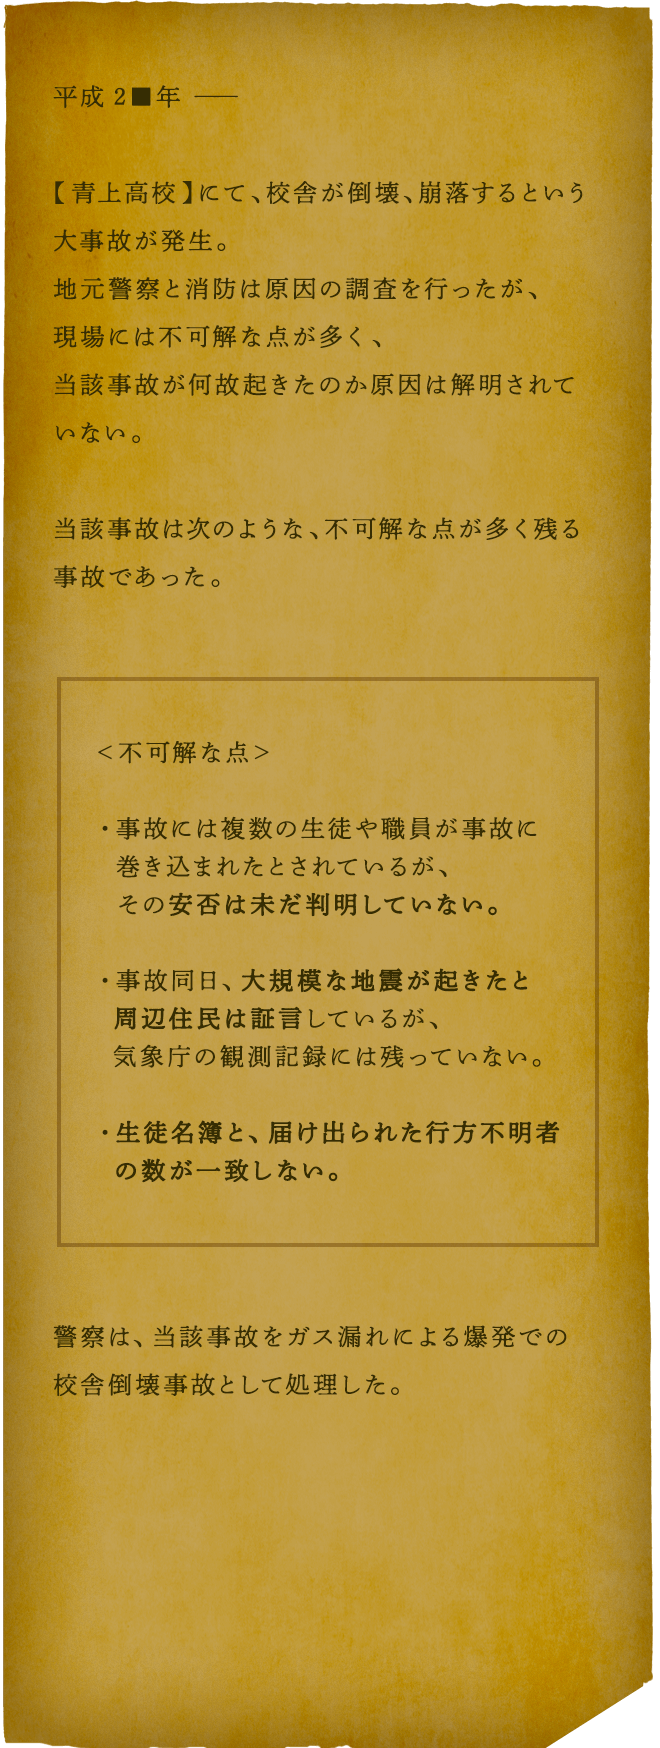 平成 2■年 ――
【青上高校】にて、校舎が倒壊、崩落するという
大事故が発生。
地元警察と消防は原因の調査を行ったが、
現場には不可解な点が多く、
当該事故が何故起きたのか原因は解明されて
いない。
当該事故は次のような、不可解な点が多く残る
事故であった。
＜不可解な点＞
・事故には複数の生徒や職員が事故に
巻き込まれたとされているが、
その安否は未だ判明していない。
・事故同日、大規模な地震が起きたと
周辺住民は証言しているが、
気象庁の観測記録には残っていない。
・生徒名簿と、届け出られた行方不明者
の数が一致しない。
警察は、当該事故をガス漏れによる爆発での
校舎倒壊事故として処理した。